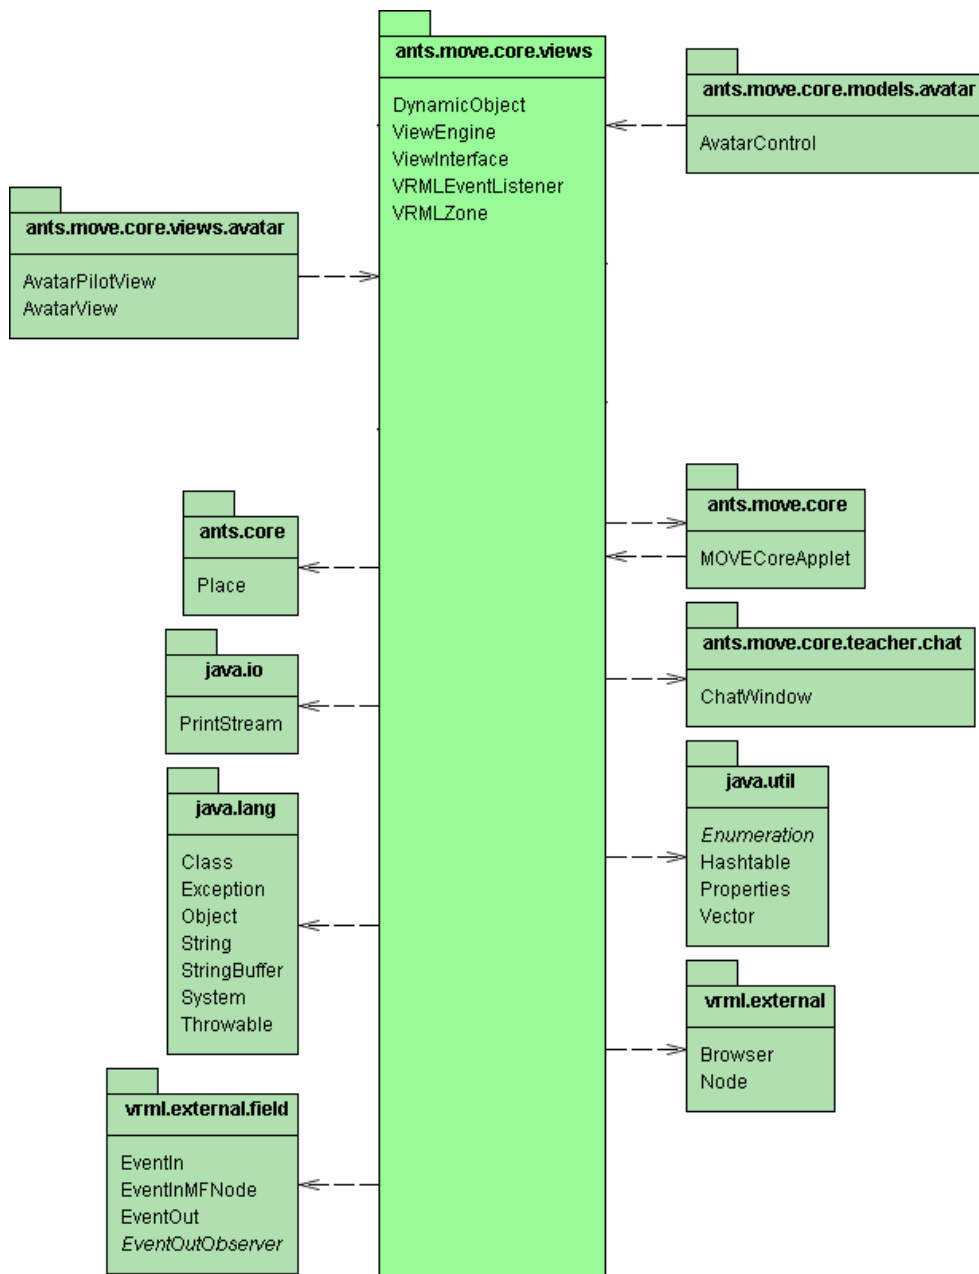 ants.move.core.views
DynamicObject
ViewEngine
ViewInterface
VRMLEventListener
VRMLZone
ants.move.core.models.avatar
AvatarControl
ants.move.core.views.avatar
AvatarPilotView
AvatarView
ants.core
Place
ants.move.core
MOVECoreApplet
java.io
PrintStream
ants.move.core.teacher.chat
ChatWindow
java.lang
Class
Exception
Object
String
StringBuffer
System
Throwable
java.util
Enumeration
Hashtable
Properties
Vector
vrml.external
Browser
Node
vrml.external.field
EventIn
EventInMFNode
EventOut
EventOutObserver